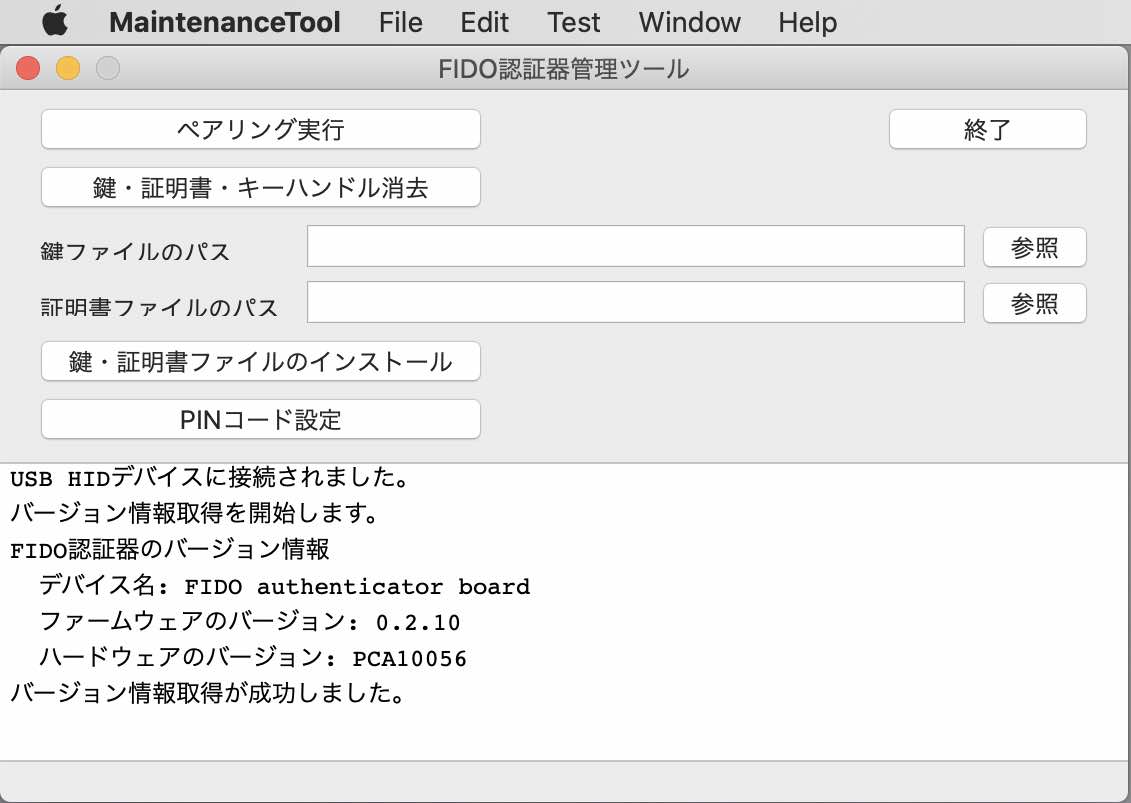 MaintenanceTool File Edit Test Window Help
FIDO認証器管理ツール
ペアリング実行
終了
鍵・証明書・キーハンドル消去
鍵ファイルのパス
参照
証明書ファイルのパス
参照
鍵・証明書ファイルのインストール
PINコード設定
USB HIDデバイスに接続されました。
バージョン情報取得を開始します。
FIDO認証器のバージョン情報
デバイス名: FIDO authenticator board
ファームウェアのバージョン: 0.2.10
ハードウェアのバージョン: PCA10056
バージョン情報取得が成功しました。